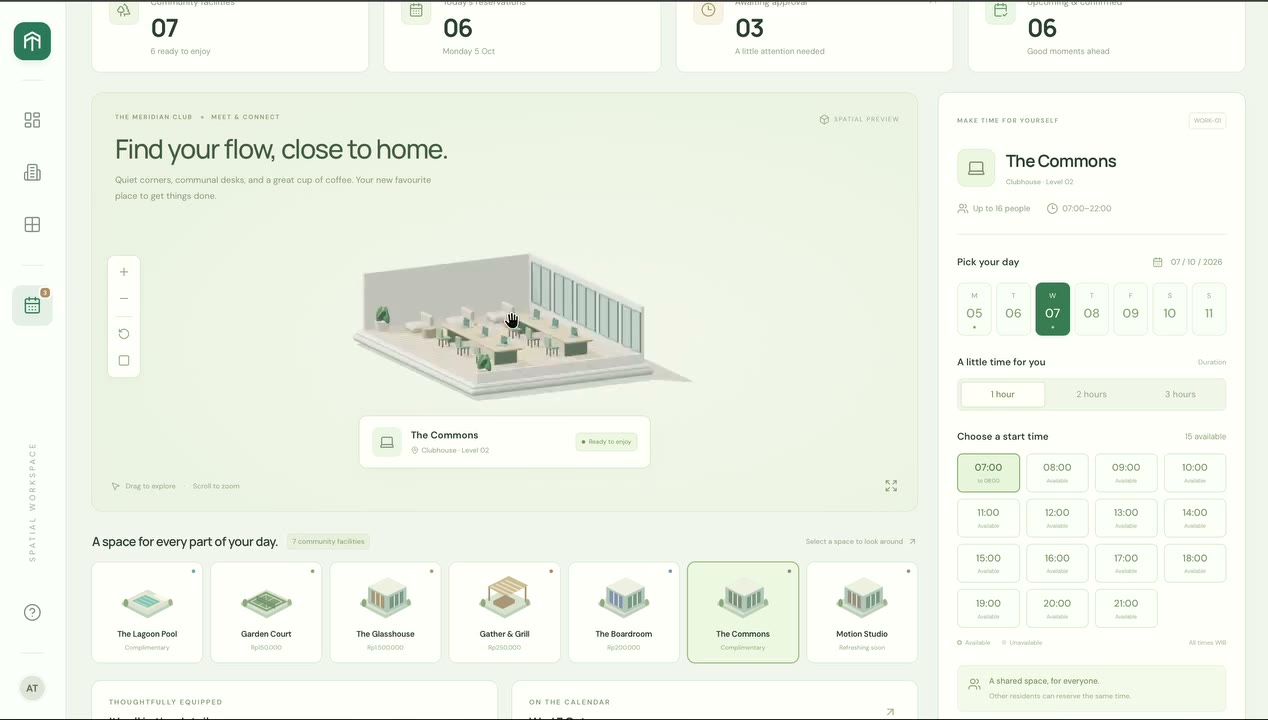 Community facilities
07
6 ready to enjoy
Today's reservations
06
Monday 5 Oct
Awaiting approval
03
A little attention needed
Upcoming & confirmed
06
Good moments ahead
3
SPATIAL WORKSPACE
AT
THE MERIDIAN CLUB • MEET & CONNECT
SPATIAL PREVIEW
Find your flow, close to home.
Quiet corners, communal desks, and a great cup of coffee. Your new favourite
place to get things done.
The Commons
Clubhouse · Level 02
Ready to enjoy
Drag to explore · Scroll to zoom
A space for every part of your day.
7 community facilities
Select a space to look around
The Lagoon Pool
Complimentary
Garden Court
Rp150.000
The Glasshouse
Rp1.500.000
Gather & Grill
Rp250.000
The Boardroom
Rp200.000
The Commons
Complimentary
Motion Studio
Refreshing soon
THOUGHTFULLY EQUIPPED
ON THE CALENDAR
MAKE TIME FOR YOURSELF
WORK-01
The Commons
Clubhouse · Level 02
Up to 16 people
07:00–22:00
Pick your day
07 / 10 / 2026
M
05
T
06
W
07
T
08
F
09
S
10
S
11
A little time for you
Duration
1 hour
2 hours
3 hours
Choose a start time
15 available
07:00
to 08:00
08:00
Available
09:00
Available
10:00
Available
11:00
Available
12:00
Available
13:00
Available
14:00
Available
15:00
Available
16:00
Available
17:00
Available
18:00
Available
19:00
Available
20:00
Available
21:00
Available
Available
Unavailable
All times WIB
A shared space, for everyone.
Other residents can reserve the same time.